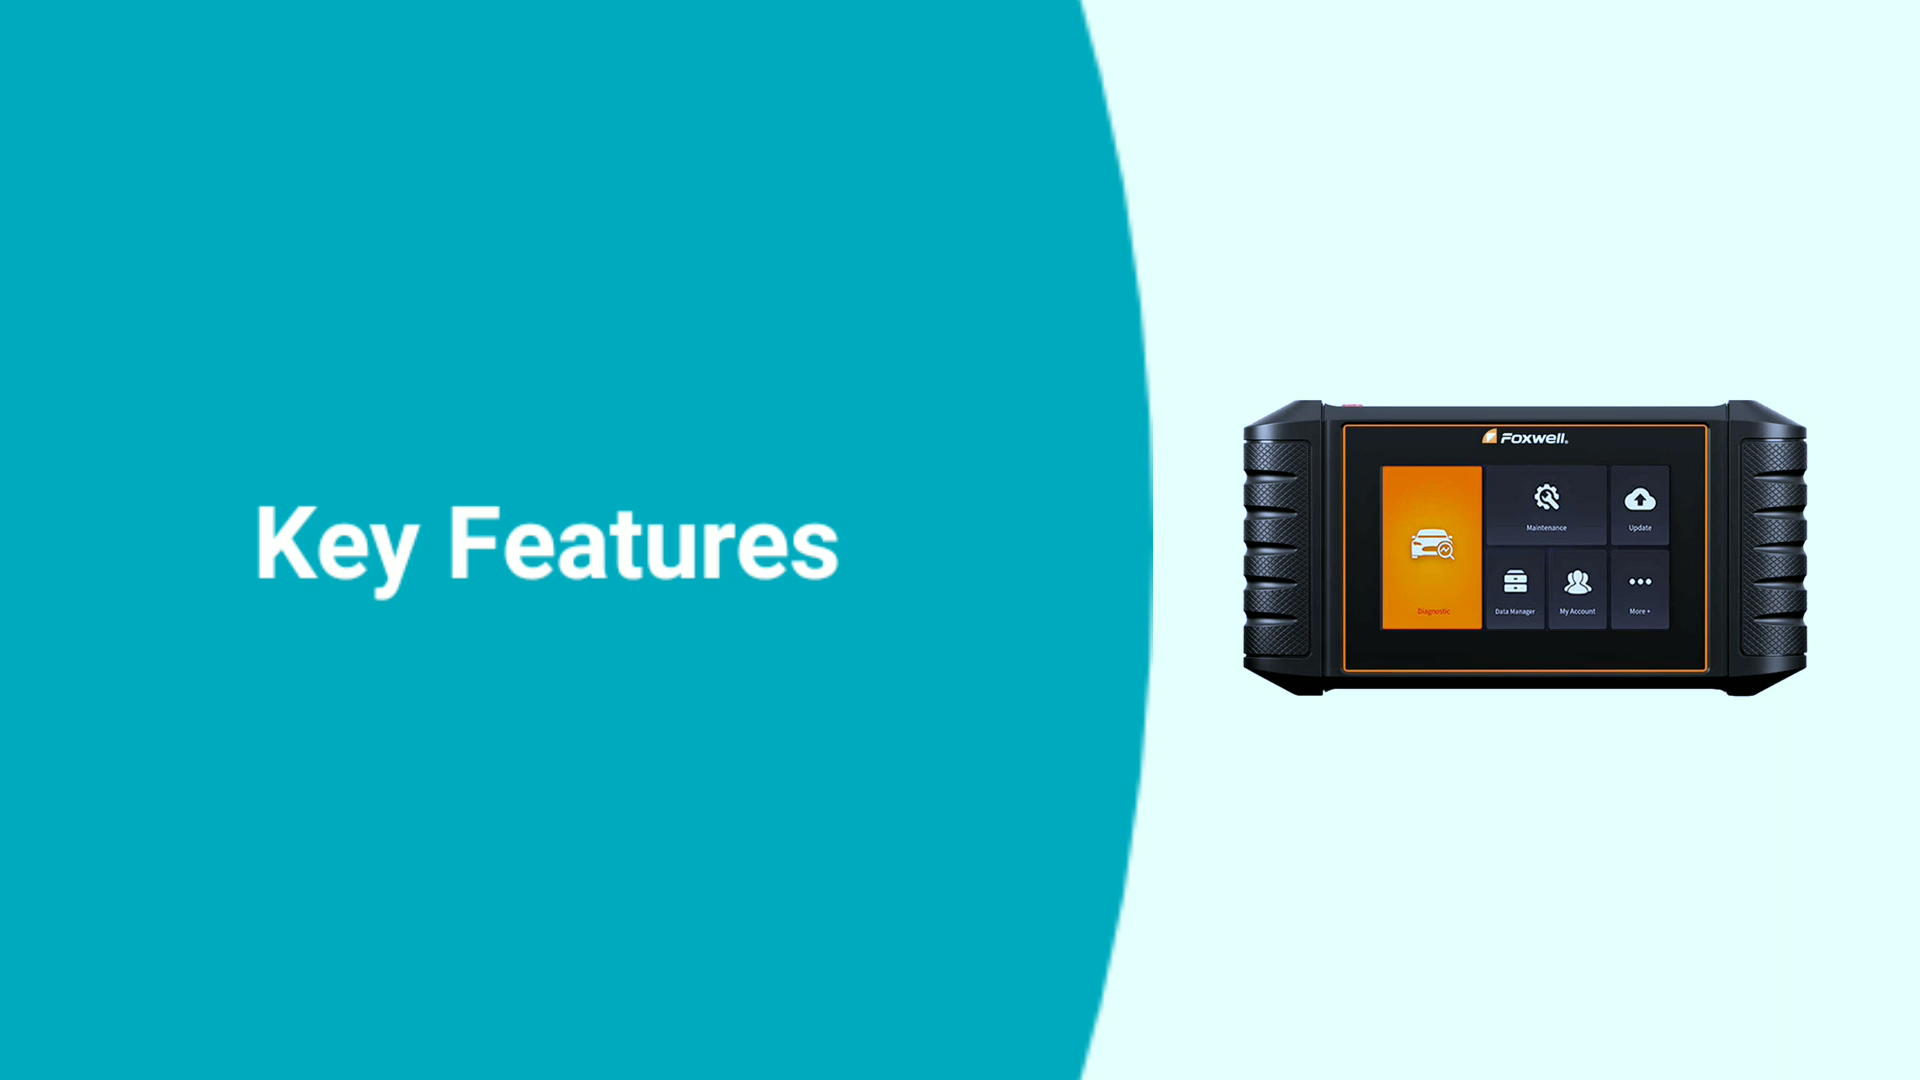 Key Features
Foxwell®
Maintenance
Update
Diagnostic
Data Manager
My Account
More +